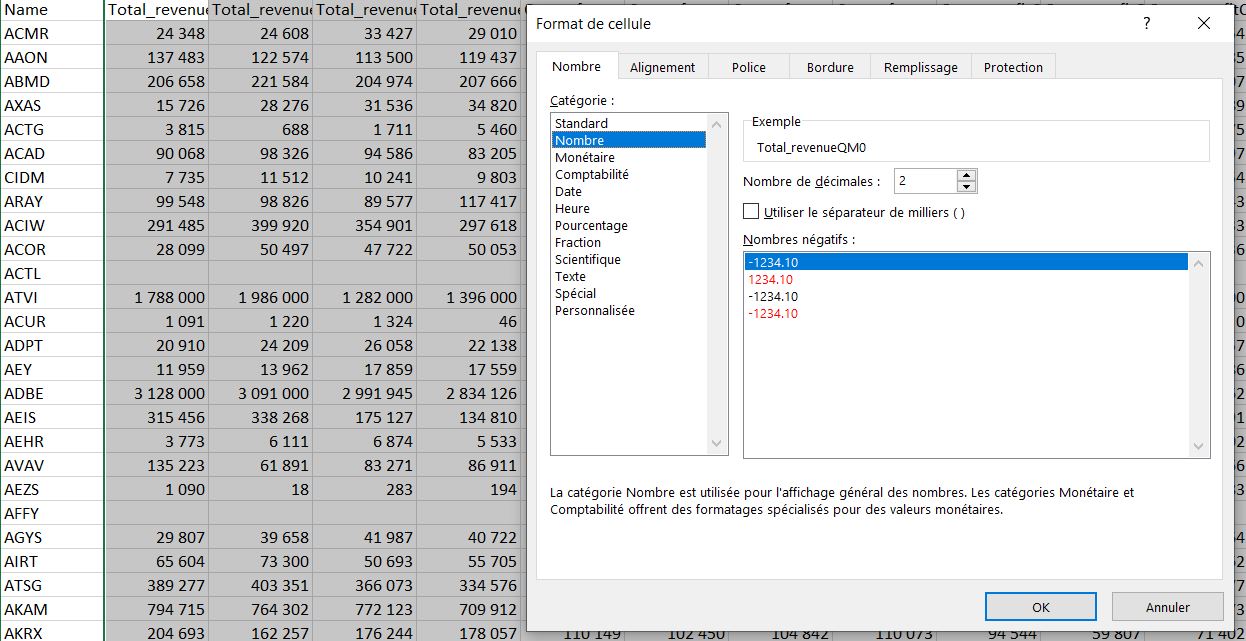 Name Total_revenue Total_revenue Total_revenue Total_revenu
ACMR 24 348 24 608 33 427 29 010
AAON 137 483 122 574 113 500 119 437
ABMD 206 658 221 584 204 974 207 666
AXAS 15 726 28 276 31 536 34 820
ACTG 3 815 688 1 711 5 460
ACAD 90 068 98 326 94 586 83 205
CIDM 7 735 11 512 10 241 9 803
ARAY 99 548 98 826 89 577 117 417
ACIW 291 485 399 920 354 901 297 618
ACOR 28 099 50 497 47 722 50 053
ACTL
ATVI 1 788 000 1 986 000 1 282 000 1 396 000
ACUR 1 091 1 220 1 324 46
ADPT 20 910 24 209 26 058 22 138
AEY 11 959 13 962 17 859 17 559
ADBE 3 128 000 3 091 000 2 991 945 2 834 126
AEIS 315 456 338 268 175 127 134 810
AEHR 3 773 6 111 6 874 5 533
AVAV 135 223 61 891 83 271 86 911
AEZS 1 090 18 283 194
AFFY
AGYS 29 807 39 658 41 987 40 722
AIRT 65 604 73 300 50 693 55 705
ATSG 389 277 403 351 366 073 334 576
AKAM 794 715 764 302 772 123 709 912
AKRX 204 693 162 257 176 244 178 057 110 149 102 450 104 842 110 073 94 544 59 807 71 402
Format de cellule
?
Nombre Alignement Police Bordure Remplissage Protection
Catégorie :
Standard
Nombre
Monétaire
Comptabilité
Date
Heure
Pourcentage
Fraction
Scientifique
Texte
Spécial
Personnalisée
Exemple
Total_revenueQM0
Nombre de décimales : 2
Utiliser le séparateur de milliers ( )
Nombres négatifs :
-1234.10
1234.10
-1234.10
-1234.10
La catégorie Nombre est utilisée pour l'affichage général des nombres. Les catégories Monétaire et
Comptabilité offrent des formatages spécialisés pour des valeurs monétaires.
OK Annuler